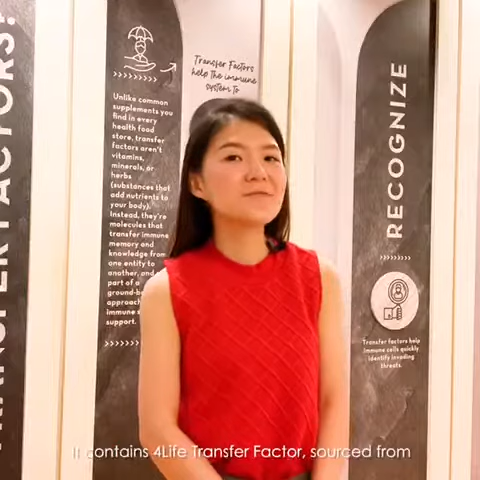 TRANSFER FACTORS?
Unlike common
supplements you
find in every
health food
store, transfer
factors aren't
vitamins,
minerals, or
herbs
(substances that
add nutrients to
your body).
Instead, they're
molecules that
transfer immune
memory and
knowledge from
one entity to
another, and
part of a
ground-b
approach
immune s
support.
Transfer Factors
help the immune
system to
RECOGNIZE
Transfer factors help
immune cells quickly
identify invading
threats.
It contains 4Life Transfer Factor, sourced from